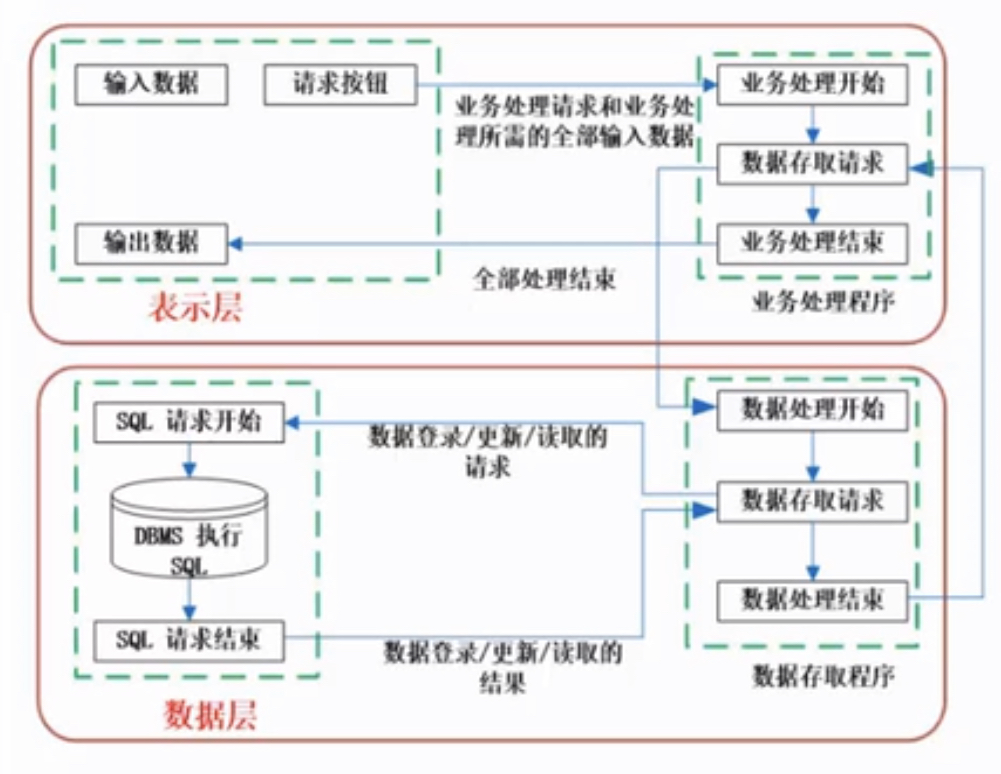 输入数据
请求按钮
业务处理请求和业务处
理所需的全部输入数据
业务处理开始
数据存取请求
输出数据
业务处理结束
全部处理结束
业务处理程序
表示层
SQL 请求开始
数据登录/更新/读取的
请求
数据处理开始
DBMS 执行
SQL
数据存取请求
SQL 请求结束
数据登录/更新/读取的
结果
数据处理结束
数据存取程序
数据层